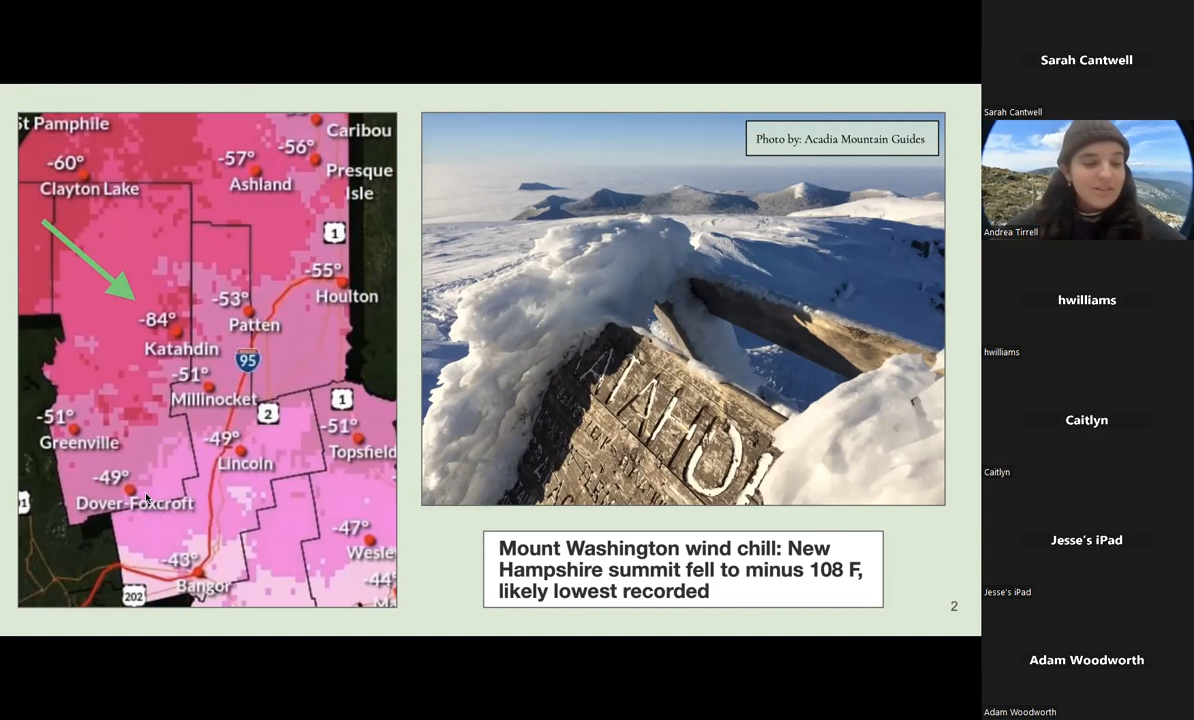 St Pamphile
Caribou
-56°
-57°
-60°
Presque
Isle
Ashland
Clayton Lake
1
-55°
Houlton
-53°
-84°
Patten
Katahdin
95
-51°
Millinocket
1
2
-51°
Greenville
-51°
Topsfield
-49°
Lincoln
-49°
Dover-Foxcroft
-47°
Wesle
-43°
-44°
Bangor
202
Photo by: Acadia Mountain Guides
Mount Washington wind chill: New
Hampshire summit fell to minus 108 F,
likely lowest recorded
2
Sarah Cantwell
Sarah Cantwell
Andrea Tirrell
hwilliams
hwilliams
Caitlyn
Caitlyn
Jesse's iPad
Jesse's iPad
Adam Woodworth
Adam Woodworth